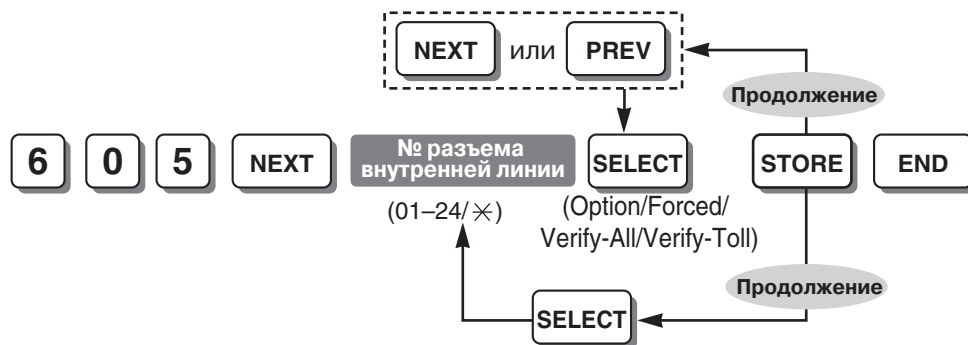 NEXT или PREV
Продолжение
6 0 5 NEXT № разъема внутренней линии SELECT STORE END
(01–24/✳)
(Option/Forced/
Verify-All/Verify-Toll)
Продолжение
SELECT